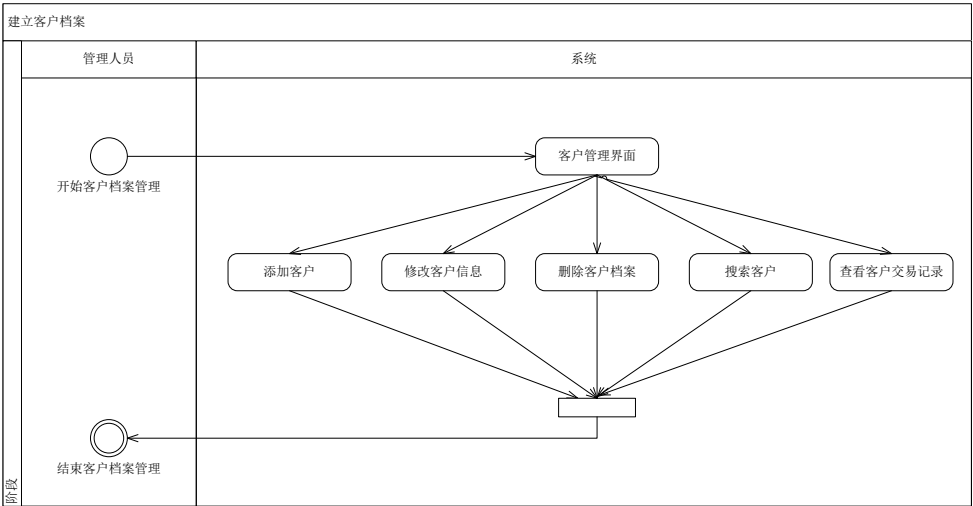 建立客户档案
管理人员
系统
客户管理界面
开始客户档案管理
添加客户
修改客户信息
删除客户档案
搜索客户
查看客户交易记录
结束客户档案管理
阶段